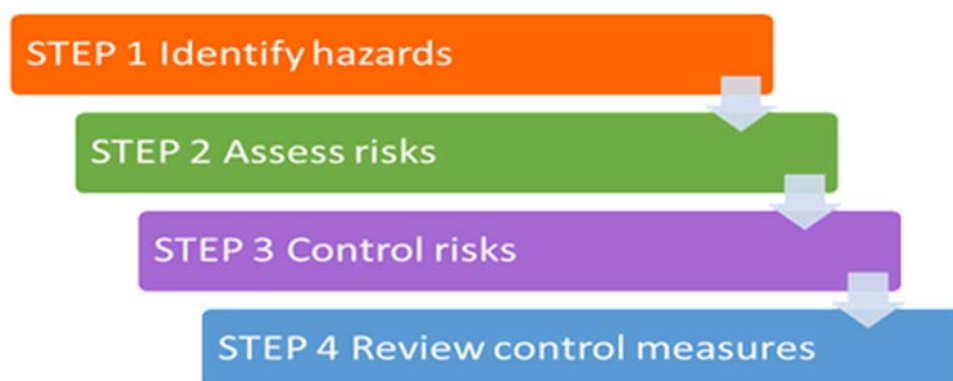 STEP 1 Identify hazards
STEP 2 Assess risks
STEP 3 Control risks
STEP 4 Review control measures